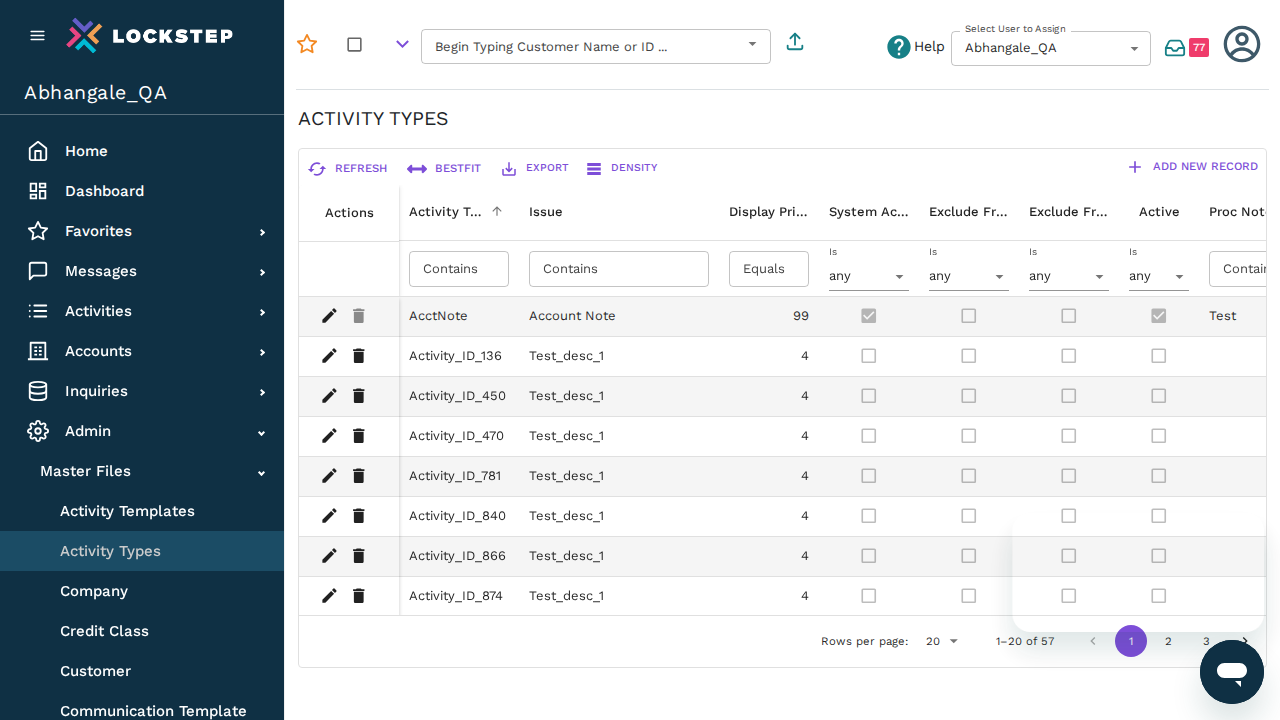 LOCKSTEP
Abhangale_QA
Home
Dashboard
Favorites
Messages
Activities
Accounts
Inquiries
Admin
Master Files
Activity Templates
Activity Types
Company
Credit Class
Customer
Communication Template
Begin Typing Customer Name or ID ...
Help
Select User to Assign
Abhangale_QA
77
ACTIVITY TYPES
REFRESH BESTFIT EXPORT DENSITY ADD NEW RECORD
Actions Activity T... Issue Display Pri... System Ac... Exclude Fr... Exclude Fr... Active Proc Note
Contains Contains Equals Is any Is any Is any Is any Contain
AcctNote Account Note 99 Test
Activity_ID_136 Test_desc_1 4
Activity_ID_450 Test_desc_1 4
Activity_ID_470 Test_desc_1 4
Activity_ID_781 Test_desc_1 4
Activity_ID_840 Test_desc_1 4
Activity_ID_866 Test_desc_1 4
Activity_ID_874 Test_desc_1 4
Rows per page: 20 1–20 of 57 1 2 3